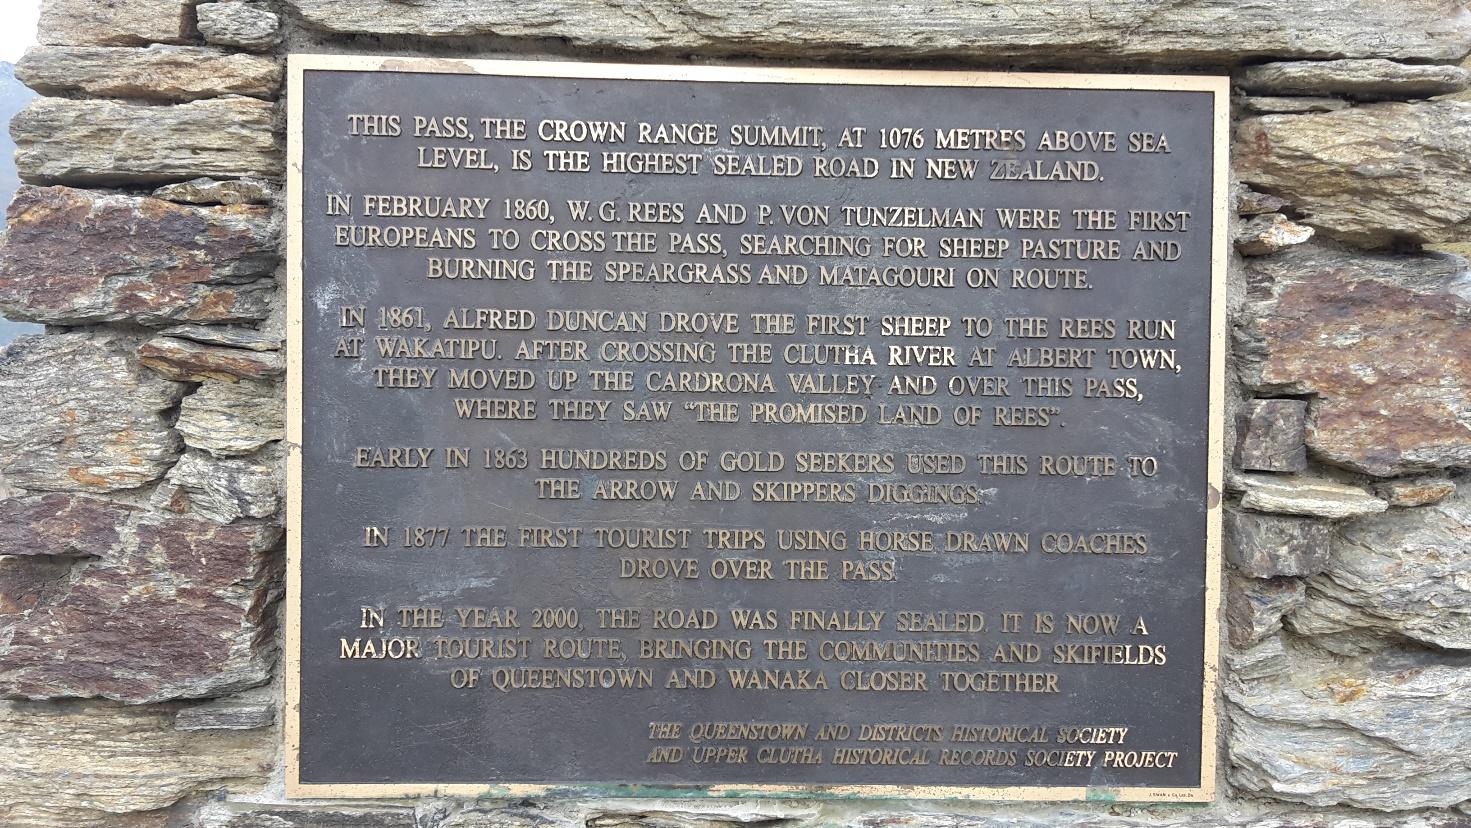 THIS PASS, THE CROWN RANGE SUMMIT, AT 1076 METRES ABOVE SEA
LEVEL, IS THE HIGHEST SEALED ROAD IN NEW ZEALAND.
IN FEBRUARY 1860, W. G. REES AND P. VON TUNZELMAN WERE THE FIRST
EUROPEANS TO CROSS THE PASS, SEARCHING FOR SHEEP PASTURE AND
BURNING THE SPEARGRASS AND MATAGOURI ON ROUTE.
IN 1861, ALFRED DUNCAN DROVE THE FIRST SHEEP TO THE REES RUN
AT WAKATIPU. AFTER CROSSING THE CLUTHA RIVER AT ALBERT TOWN,
THEY MOVED UP THE CARDRONA VALLEY AND OVER THIS PASS,
WHERE THEY SAW "THE PROMISED LAND OF REES".
EARLY IN 1863 HUNDREDS OF GOLD SEEKERS USED THIS ROUTE TO
THE ARROW AND SKIPPERS DIGGINGS.
IN 1877 THE FIRST TOURIST TRIPS USING HORSE DRAWN COACHES
DROVE OVER THE PASS.
IN THE YEAR 2000, THE ROAD WAS FINALLY SEALED. IT IS NOW A
MAJOR TOURIST ROUTE, BRINGING THE COMMUNITIES AND SKIFIELDS
OF QUEENSTOWN AND WANAKA CLOSER TOGETHER
THE QUEENSTOWN AND DISTRICTS HISTORICAL SOCIETY
AND UPPER CLUTHA HISTORICAL RECORDS SOCIETY PROJECT